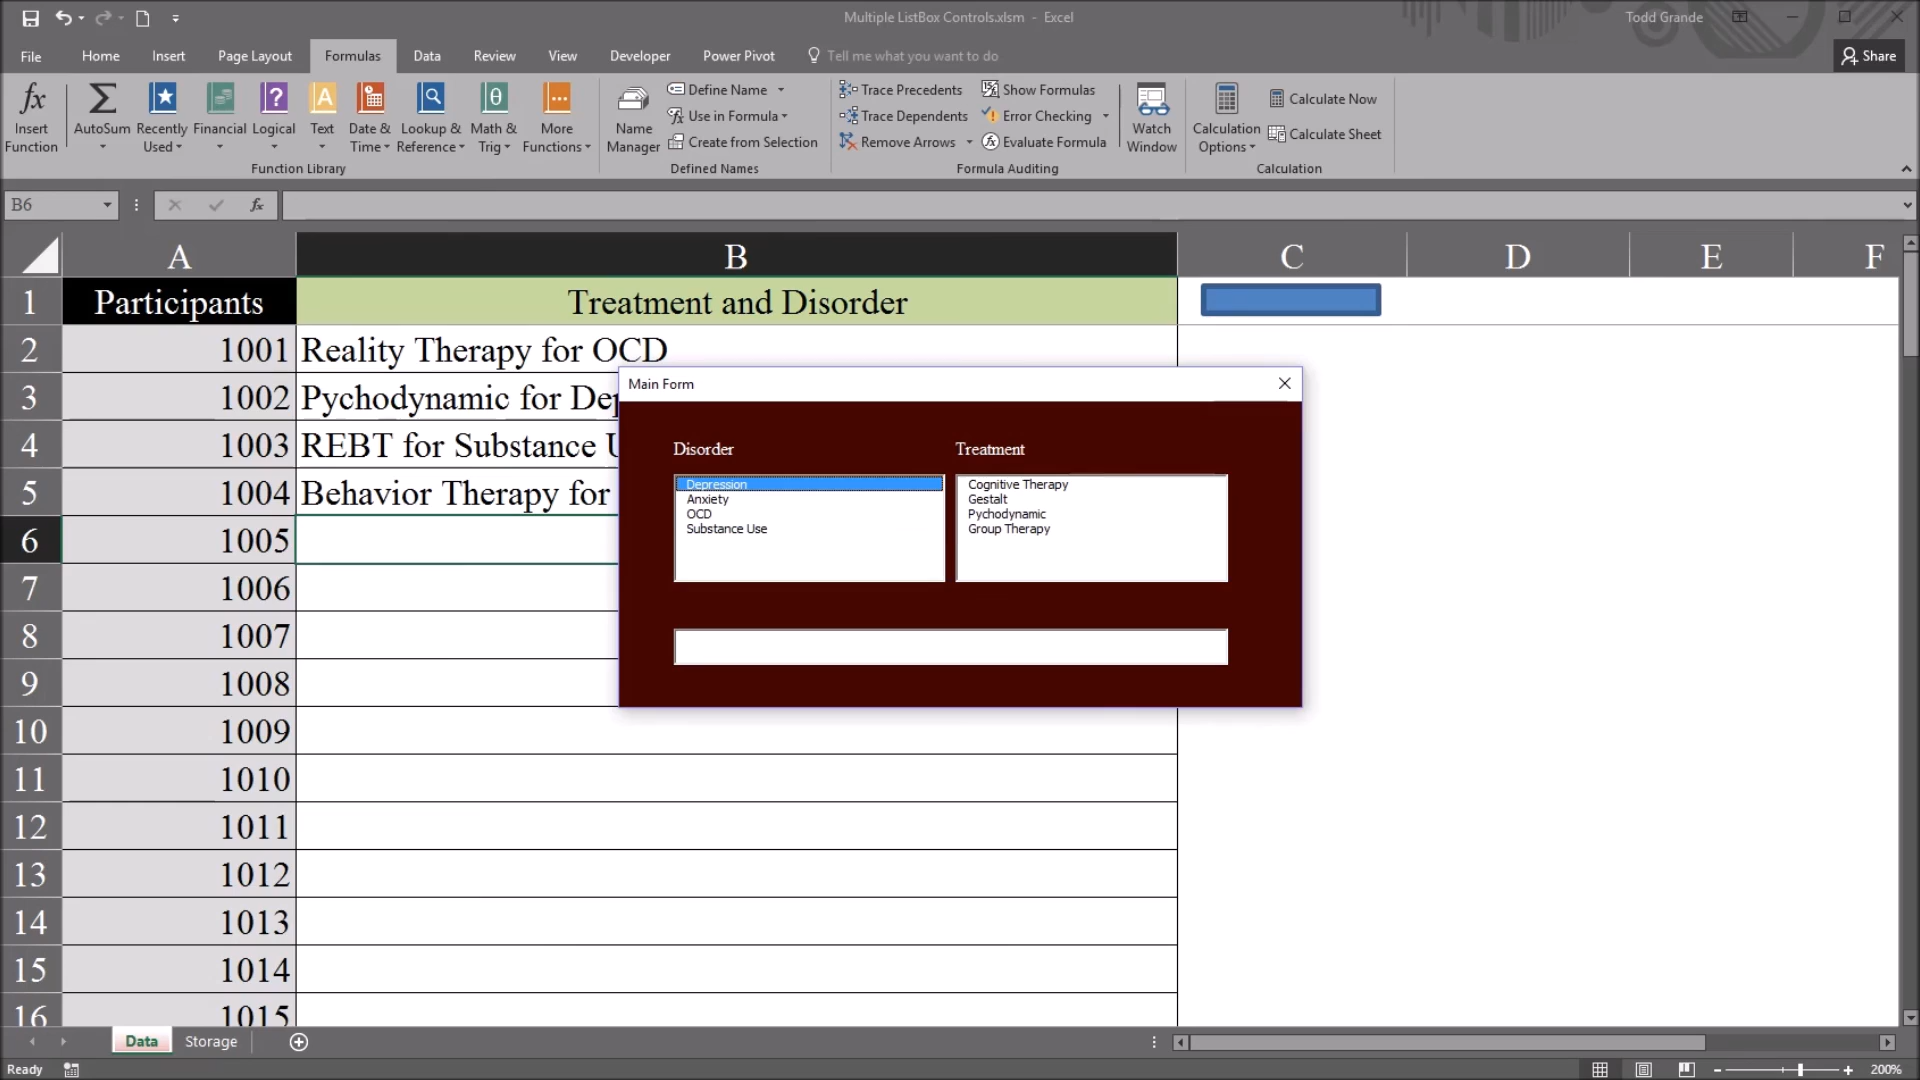 Multiple ListBox Controls.xlsm - Excel
Todd Grande
File Home Insert Page Layout Formulas Data Review View Developer Power Pivot Tell me what you want to do Share
fx Σ ? A θ
Insert Function
AutoSum
Recently Used
Financial
Logical
Text
Date & Time
Lookup & Reference
Math & Trig
More Functions
Function Library
Name Manager
Define Name
Use in Formula
Create from Selection
Defined Names
Trace Precedents
Trace Dependents
Remove Arrows
Show Formulas
Error Checking
Evaluate Formula
Formula Auditing
Watch Window
Calculation Options
Calculate Now
Calculate Sheet
Calculation
B6 fx
A B C D E F
1 Participants Treatment and Disorder
2 1001 Reality Therapy for OCD
3 1002 Pychodynamic for De
4 1003 REBT for Substance
5 1004 Behavior Therapy for
6 1005
7 1006
8 1007
9 1008
10 1009
11 1010
12 1011
13 1012
14 1013
15 1014
16 1015
Main Form
Disorder Treatment
Depression
Anxiety
OCD
Substance Use
Cognitive Therapy
Gestalt
Pychodynamic
Group Therapy
Data Storage
Ready 200%